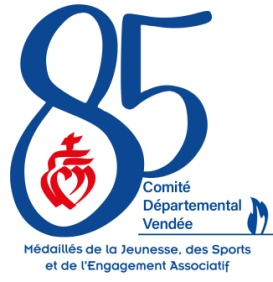 85
Comité
Départemental
Vendée
Médaillés de la Jeunesse, des Sports
et de l'Engagement Associatif